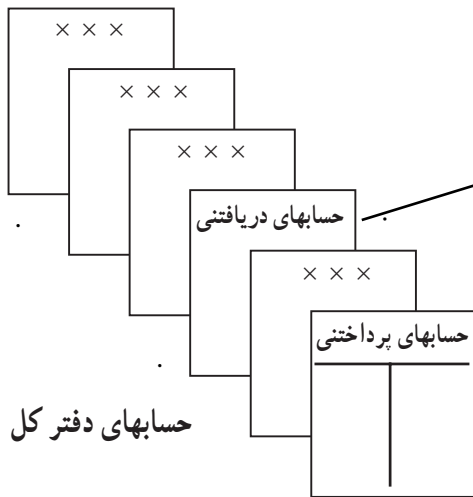 × × ×
× × ×
× × ×
حسابهای دریافتنی
× × ×
حسابهای پرداختنی
حسابهای دفتر کل